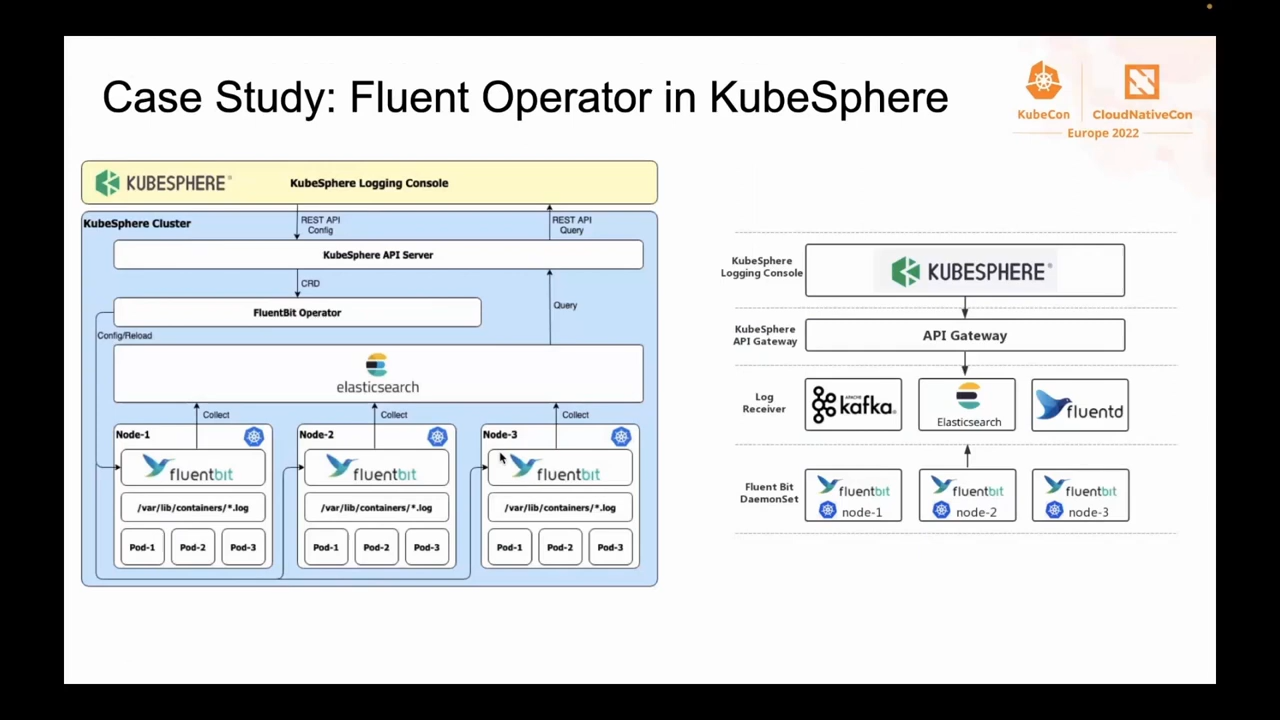 Case Study: Fluent Operator in KubeSphere
KubeCon
CloudNativeCon
Europe 2022
KUBESPHERE®
KubeSphere Logging Console
KubeSphere Cluster
REST API
Config
REST API
Query
KubeSphere API Server
CRD
FluentBit Operator
Query
Config/Reload
elasticsearch
Collect
Collect
Collect
Node-1
fluentbit
/var/lib/containers/*.log
Pod-1
Pod-2
Pod-3
Node-2
fluentbit
/var/lib/containers/*.log
Pod-1
Pod-2
Pod-3
Node-3
fluentbit
/var/lib/containers/*.log
Pod-1
Pod-2
Pod-3
KubeSphere
Logging Console
KUBESPHERE®
KubeSphere
API Gateway
API Gateway
Log
Receiver
APACHE
kafka®
Elasticsearch
fluentd
Fluent Bit
DaemonSet
fluentbit
node-1
fluentbit
node-2
fluentbit
node-3